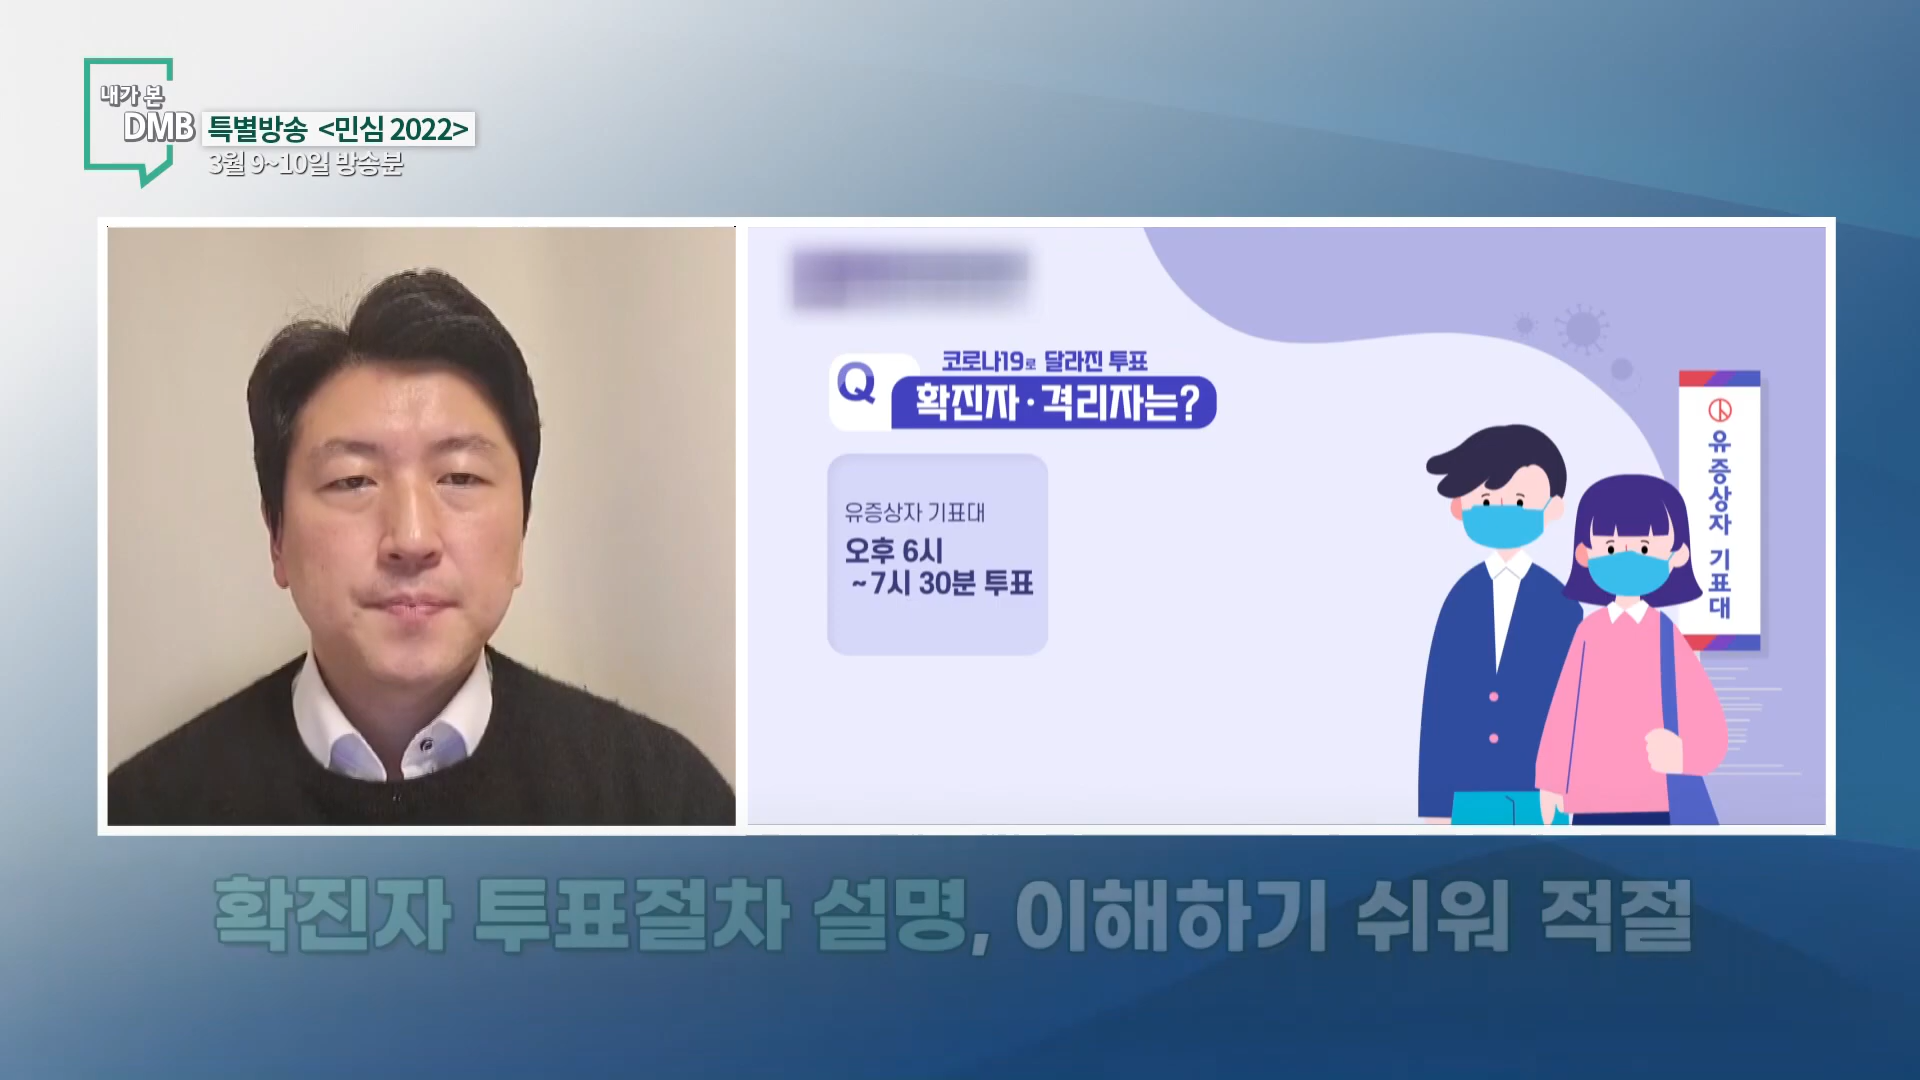 내가 본
DMB
특별방송 <민심 2022>
3월 9~10일 방송분
코로나19로 달라진 투표
Q 확진자·격리자는?
유증상자 기표대
오후 6시
~7시 30분 투표
유증상자 기표대
확진자 투표절차 설명, 이해하기 쉬워 적절